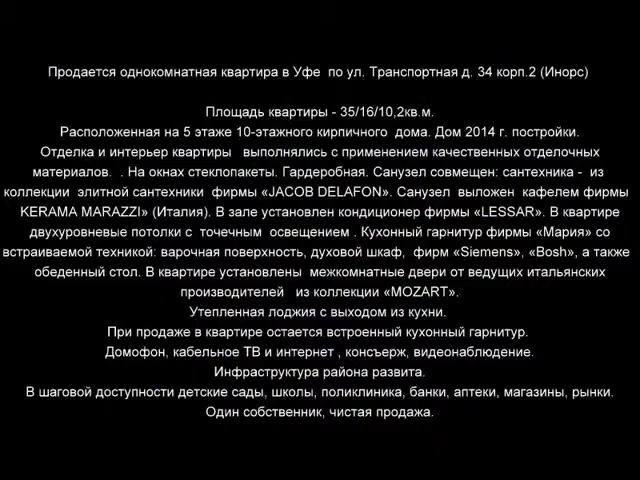 Продается однокомнатная квартира в Уфе  по ул. Транспортная д. 34 корп.2 (Инорс)
Площадь квартиры - 35/16/10,2кв.м.
Расположенная на 5 этаже 10-этажного кирпичного  дома. Дом 2014 г. постройки.
Отделка и интерьер квартиры   выполнялись с применением качественных отделочных
материалов.  . На окнах стеклопакеты. Гардеробная. Санузел совмещен: сантехника -  из
коллекции  элитной сантехники  фирмы «JACOB DELAFON». Санузел  выложен  кафелем фирмы
KERAMA MARAZZI» (Италия). В зале установлен кондиционер фирмы «LESSAR». В квартире
двухуровневые потолки с  точечным  освещением . Кухонный гарнитур фирмы «Мария» со
встраиваемой техникой: варочная поверхность, духовой шкаф,  фирм «Siemens», «Bosh», а также
обеденный стол. В квартире установлены  межкомнатные двери от ведущих итальянских
производителей   из коллекции «MOZART».
Утепленная лоджия с выходом из кухни.
При продаже в квартире остается встроенный кухонный гарнитур.
Домофон, кабельное ТВ и интернет , консъерж, видеонаблюдение.
Инфраструктура района развита.
В шаговой доступности детские сады, школы, поликлиника, банки, аптеки, магазины, рынки.
Один собственник, чистая продажа.